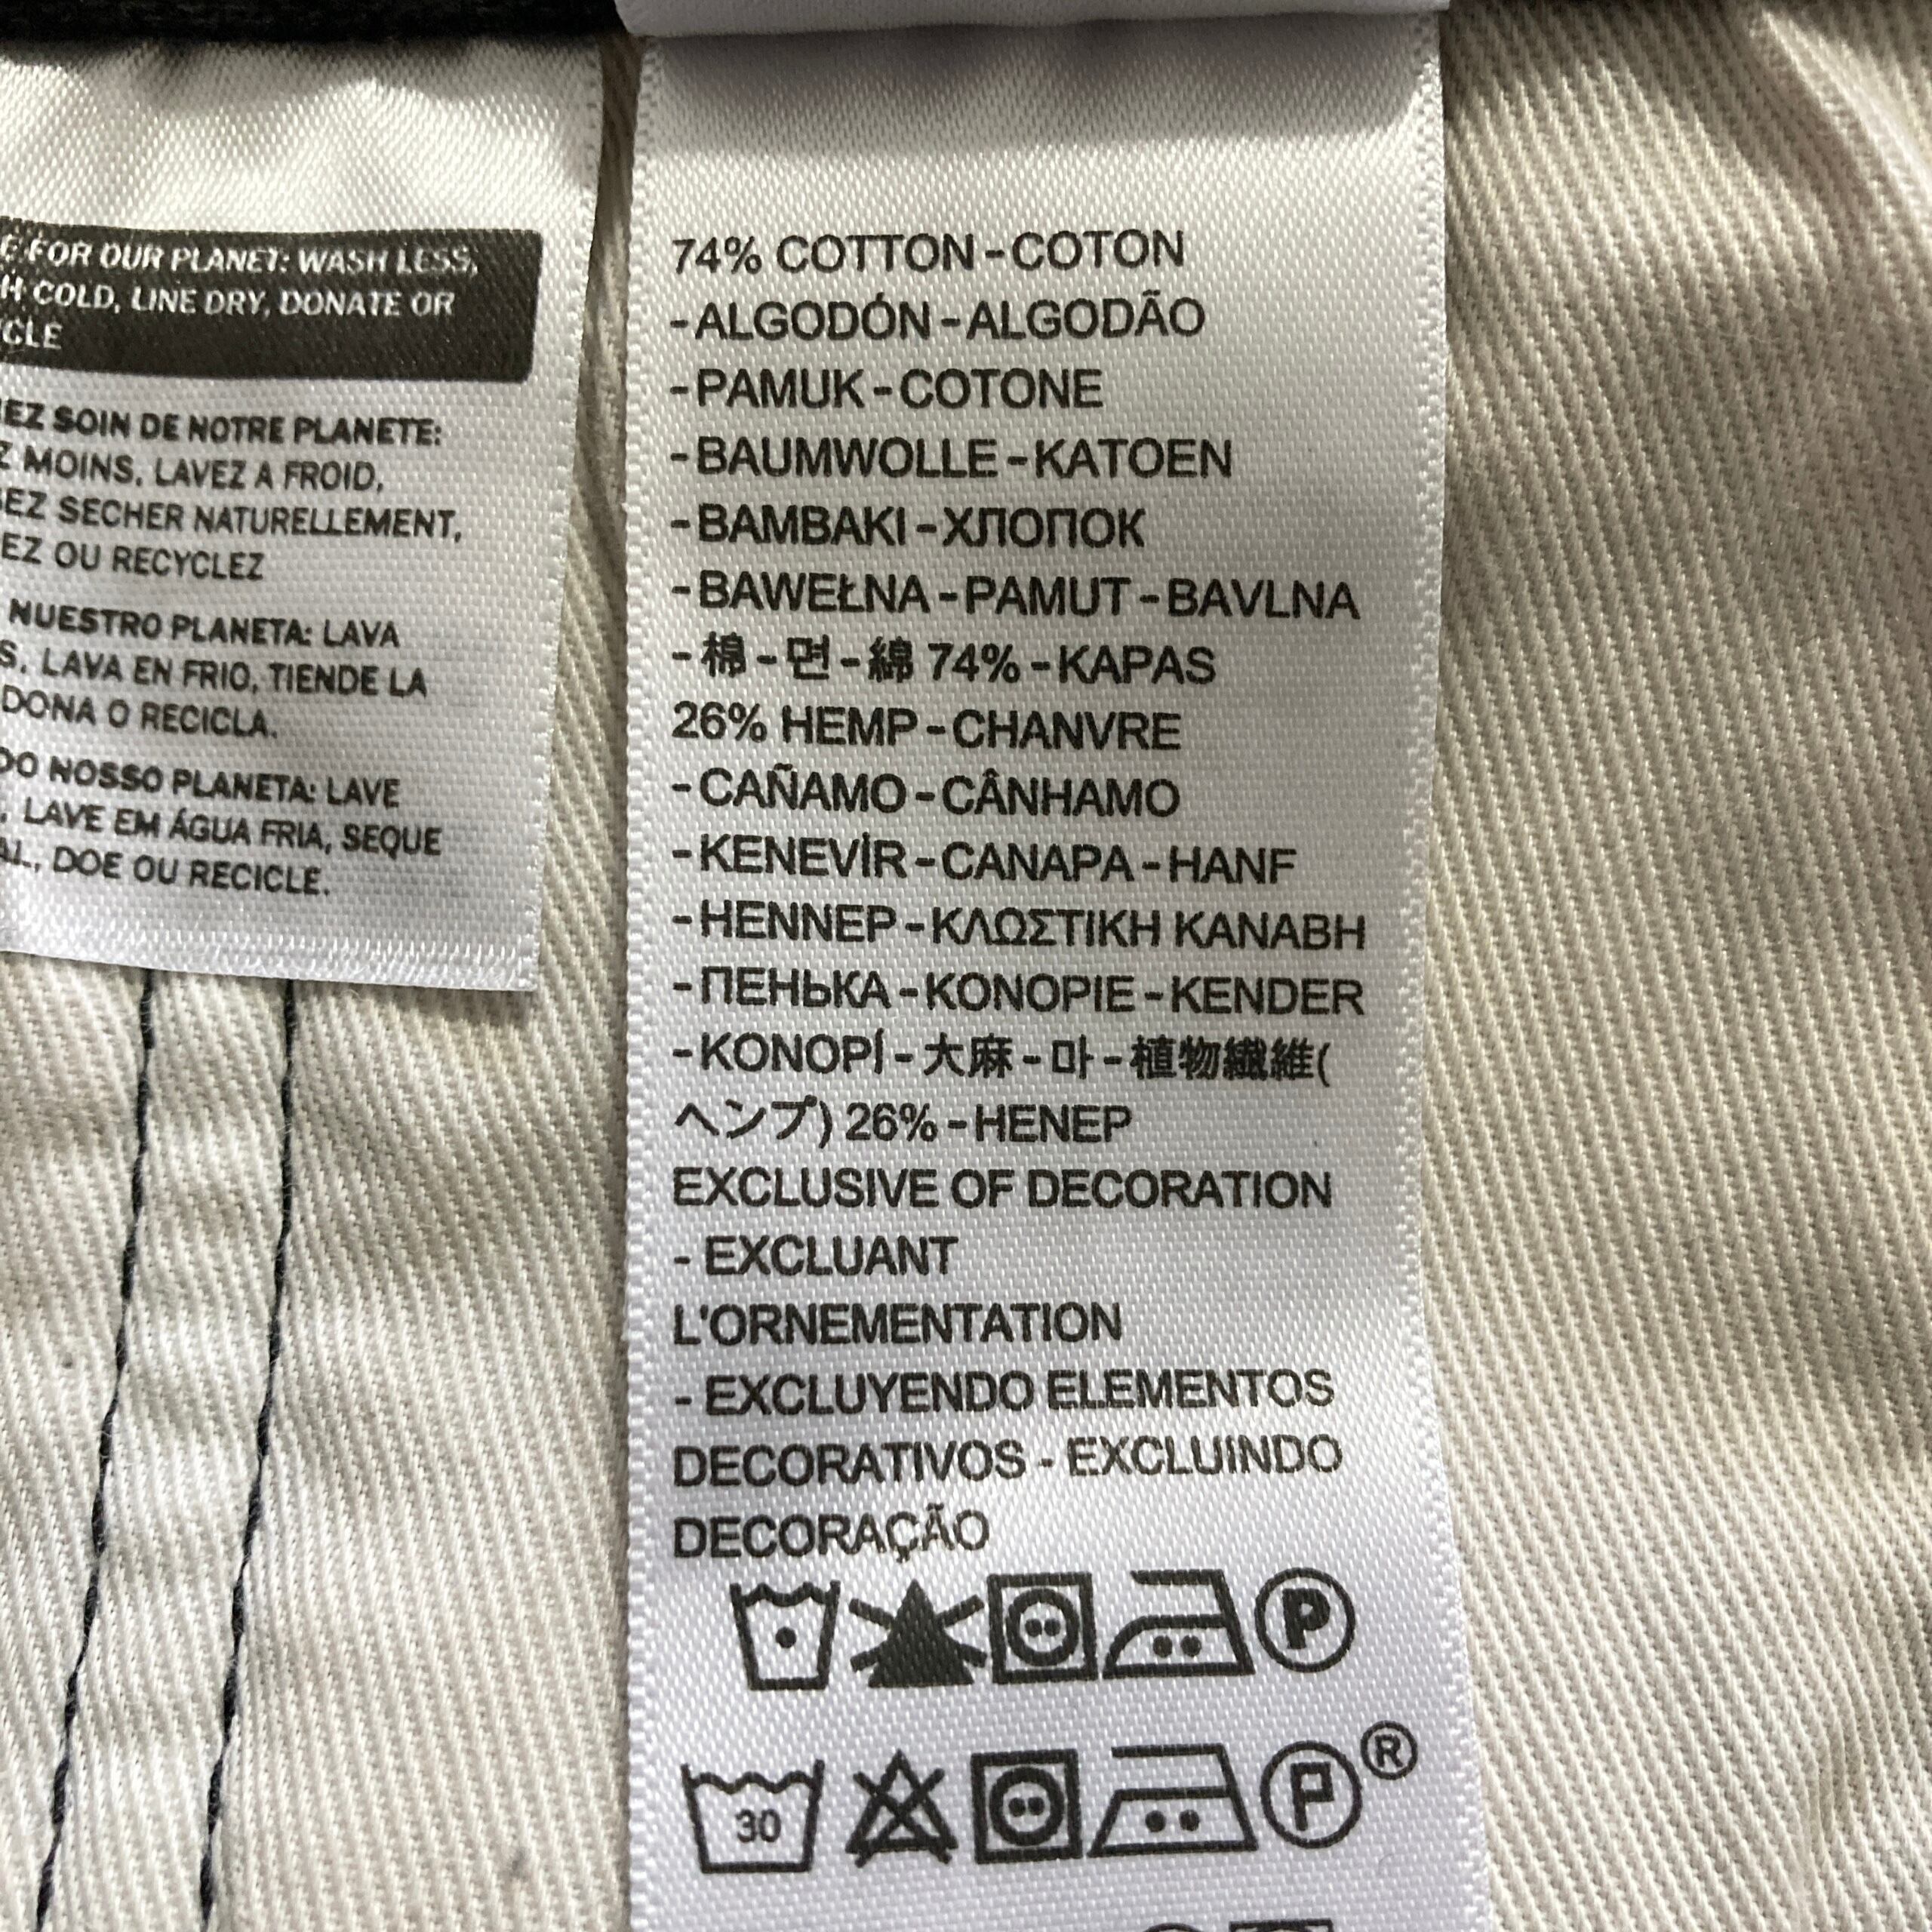 FOR OUR PLANET: WASH LESS,
COLD, LINE DRY, DONATE OR
SOIN DE NOTRE PLANETE:
MOINS, LAVEZ A FROID,
SECHER NATURELLEMENT,
OU RECYCLEZ
NUESTRO PLANETA: LAVA
LAVA EN FRIO, TIENDE LA
DONA O RECICLA.
NOSSO PLANETA: LAVE
LAVE EM ÁGUA FRIA, SEQUE
DOE OU RECICLE.
74% COTTON-COTON
-ALGODÓN-ALGODÃO
-PAMUK-COTONE
-BAUMWOLLE-KATOEN
-BAMBAKI-ХЛОПОК
-BAWEŁNA-PAMUT-BAVLNA
-棉-면-綿 74%-KAPAS
26% HEMP-CHANVRE
-CAÑAMO-CÂNHAMO
-KENEVİR-CANAPA-HANF
-HENNEP-ΚΛΩΣΤΙΚΗ ΚΑΝΑΒΗ
-ПЕНЬКА-KONOPIE-KENDER
-KONOPÍ-大麻-마-植物繊維(
ヘンプ) 26%-HENEP
EXCLUSIVE OF DECORATION
- EXCLUANT
L'ORNEMENTATION
- EXCLUYENDO ELEMENTOS
DECORATIVOS - EXCLUINDO
DECORAÇÃO
P
30 P ®